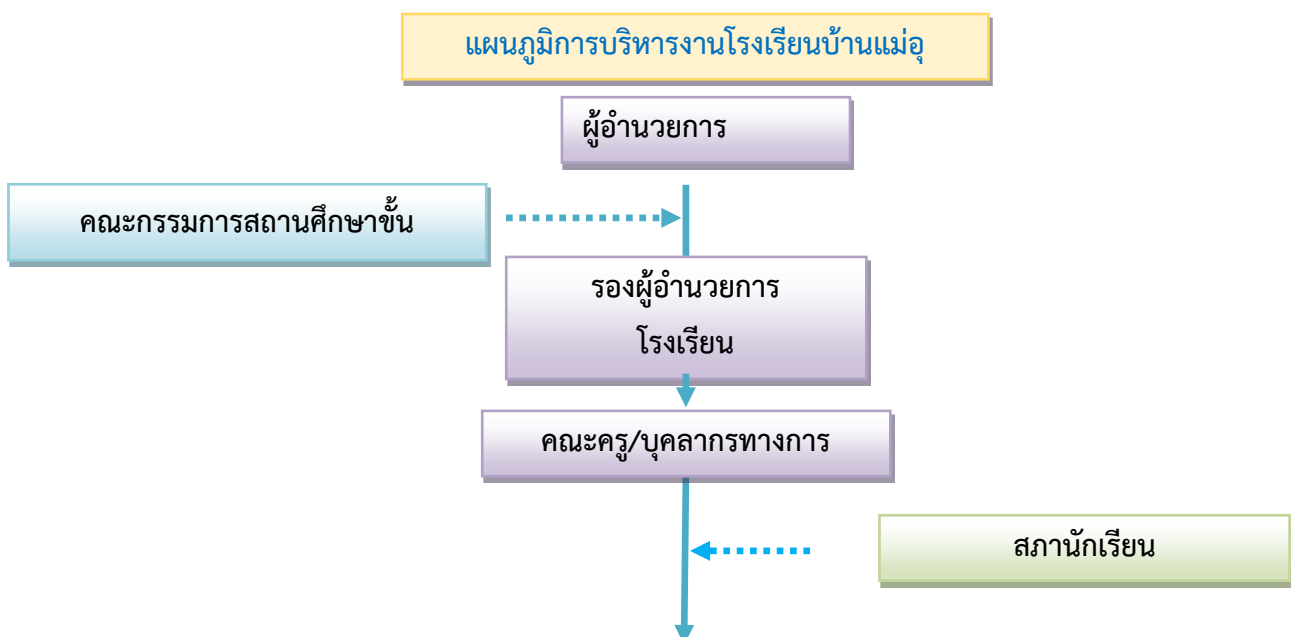 แผนภูมิการบริหารงานโรงเรียนบ้านแม่อุ
ผู้อำนวยการ
คณะกรรมการสถานศึกษาขั้น
รองผู้อำนวยการ
โรงเรียน
คณะครู/บุคลากรทางการ
สภานักเรียน